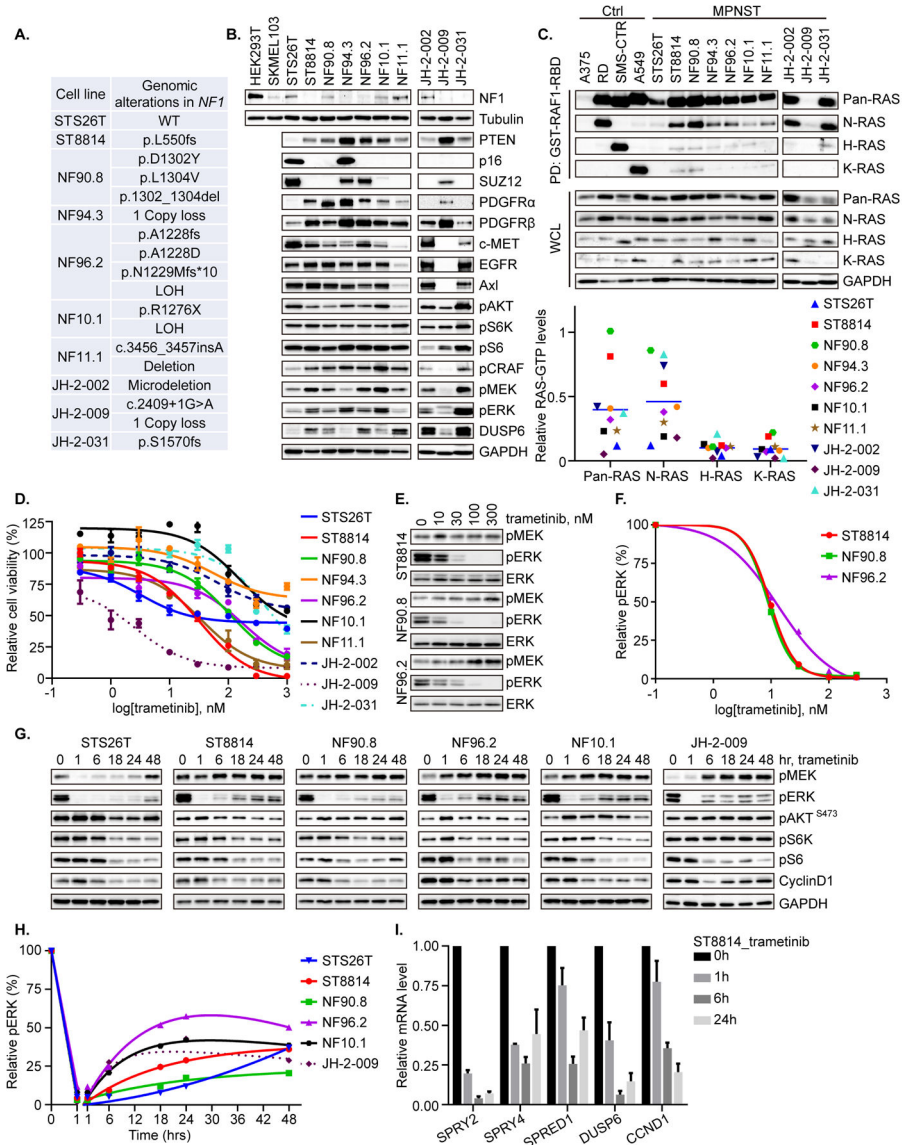 A.
Cell line Genomic alterations in NF1
STS26T WT
ST8814 p.L550fs
NF90.8 p.D1302Y
p.L1304V
p.1302_1304del
NF94.3 1 Copy loss
NF96.2 p.A1228fs
p.A1228D
p.N1229Mfs*10
LOH
NF10.1 p.R1276X
LOH
NF11.1 c.3456_3457insA
Deletion
JH-2-002 Microdeletion
JH-2-009 c.2409+1G>A
1 Copy loss
JH-2-031 p.S1570fs
B.
HEK293T SKMEL103 STS26T ST8814 NF90.8 NF94.3 NF96.2 NF10.1 NF11.1 JH-2-002 JH-2-009 JH-2-031
NF1
Tubulin
PTEN
p16
SUZ12
PDGFRα
PDGFRβ
c-MET
EGFR
Axl
pAKT
pS6K
pS6
pCRAF
pMEK
pERK
DUSP6
GAPDH
C.
Ctrl MPNST
A375 RD SMS-CTR A549 STS26T ST8814 NF90.8 NF94.3 NF96.2 NF10.1 NF11.1 JH-2-002 JH-2-009 JH-2-031
PD: GST-RAF1-RBD
Pan-RAS
N-RAS
H-RAS
K-RAS
WCL
Pan-RAS
N-RAS
H-RAS
K-RAS
GAPDH
Relative RAS-GTP levels
1
0.5
0
Pan-RAS N-RAS H-RAS K-RAS
STS26T
ST8814
NF90.8
NF94.3
NF96.2
NF10.1
NF11.1
JH-2-002
JH-2-009
JH-2-031
D.
Relative cell viability (%)
125
100
75
50
25
0
-1 0 1 2 3
log[trametinib], nM
STS26T
ST8814
NF90.8
NF94.3
NF96.2
NF10.1
NF11.1
JH-2-002
JH-2-009
JH-2-031
E.
0 10 30 100 300 trametinib, nM
ST8814
pMEK
pERK
ERK
NF90.8
pMEK
pERK
ERK
NF96.2
pMEK
pERK
ERK
F.
Relative pERK (%)
100
75
50
25
0
-1 0 1 2 3
log[trametinib], nM
ST8814
NF90.8
NF96.2
G.
STS26T ST8814 NF90.8 NF96.2 NF10.1 JH-2-009
0 1 6 18 24 48 0 1 6 18 24 48 0 1 6 18 24 48 0 1 6 18 24 48 0 1 6 18 24 48 0 1 6 18 24 48 hr, trametinib
pMEK
pERK
pAKT S473
pS6K
pS6
CyclinD1
GAPDH
H.
Relative pERK (%)
100
75
50
25
0
0 1 1 6 12 18 24 30 36 42 48
Time (hrs)
STS26T
ST8814
NF90.8
NF96.2
NF10.1
JH-2-009
I.
Relative mRNA level
1.00
0.75
0.50
0.25
0.00
SPRY2 SPRY4 SPRED1 DUSP6 CCND1
ST8814_trametinib
0h
1h
6h
24h